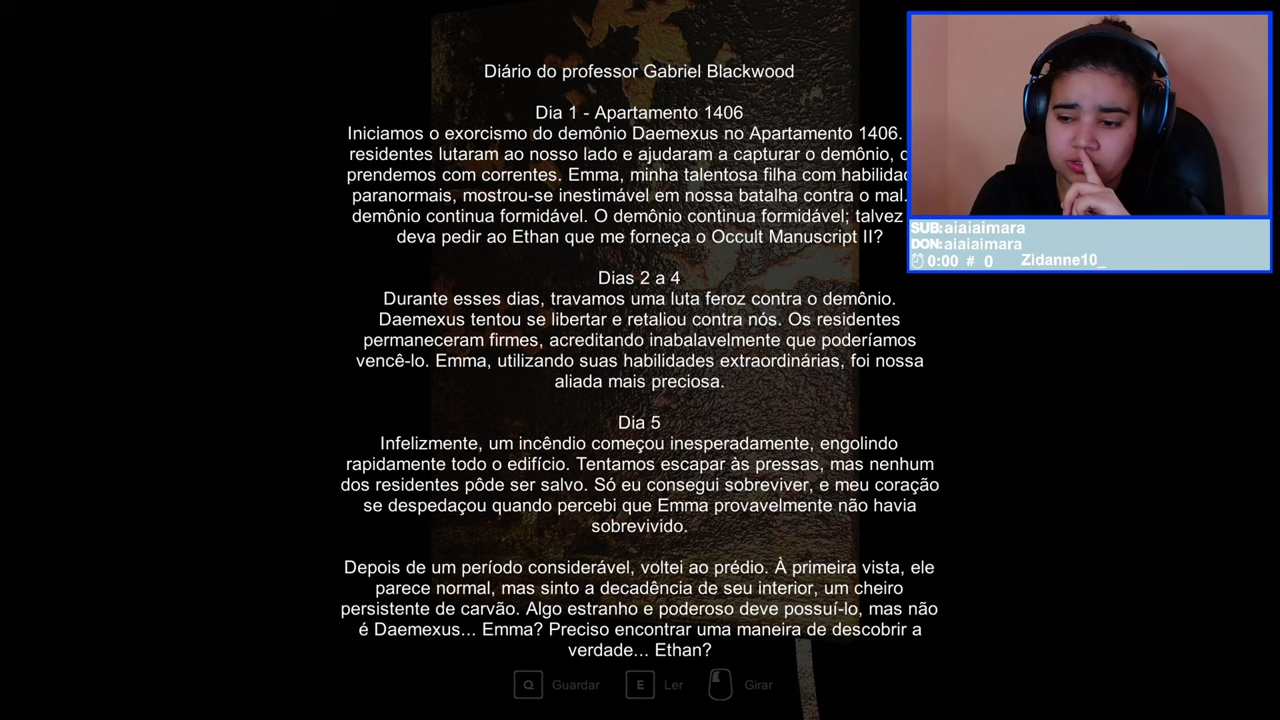 Diário do professor Gabriel Blackwood
Dia 1 - Apartamento 1406
Iniciamos o exorcismo do demônio Daemexus no Apartamento 1406.
residentes lutaram ao nosso lado e ajudaram a capturar o demônio,
prendemos com correntes. Emma, minha talentosa filha com
paranormais, mostrou-se inestimável em nossa batalha contra o mal.
demônio continua formidável. O demônio continua formidável; talvez
deva pedir ao Ethan que me forneça o Occult Manuscript II?
Dias 2 a 4
Durante esses dias, travamos uma luta feroz contra o demônio.
Daemexus tentou se libertar e retaliou contra nós. Os residentes
permaneceram firmes, acreditando inabalavelmente que poderíamos
vencê-lo. Emma, utilizando suas habilidades extraordinárias, foi nossa
aliada mais preciosa.
Dia 5
Infelizmente, um incêndio começou inesperadamente, engolindo
rapidamente todo o edifício. Tentamos escapar às pressas, mas nenhum
dos residentes pôde ser salvo. Só eu consegui sobreviver, e meu coração
se despedaçou quando percebi que Emma provavelmente não havia
sobrevivido.
Depois de um período considerável, voltei ao prédio. À primeira vista, ele
parece normal, mas sinto a decadência de seu interior, um cheiro
persistente de carvão. Algo estranho e poderoso deve possuí-lo, mas não
é Daemexus... Emma? Preciso encontrar uma maneira de descobrir a
verdade... Ethan?
Q Guardar E Ler Girar
SUB:aiaiaimara
DON:aiaiaimara
0:00 # 0 Zidanne10_